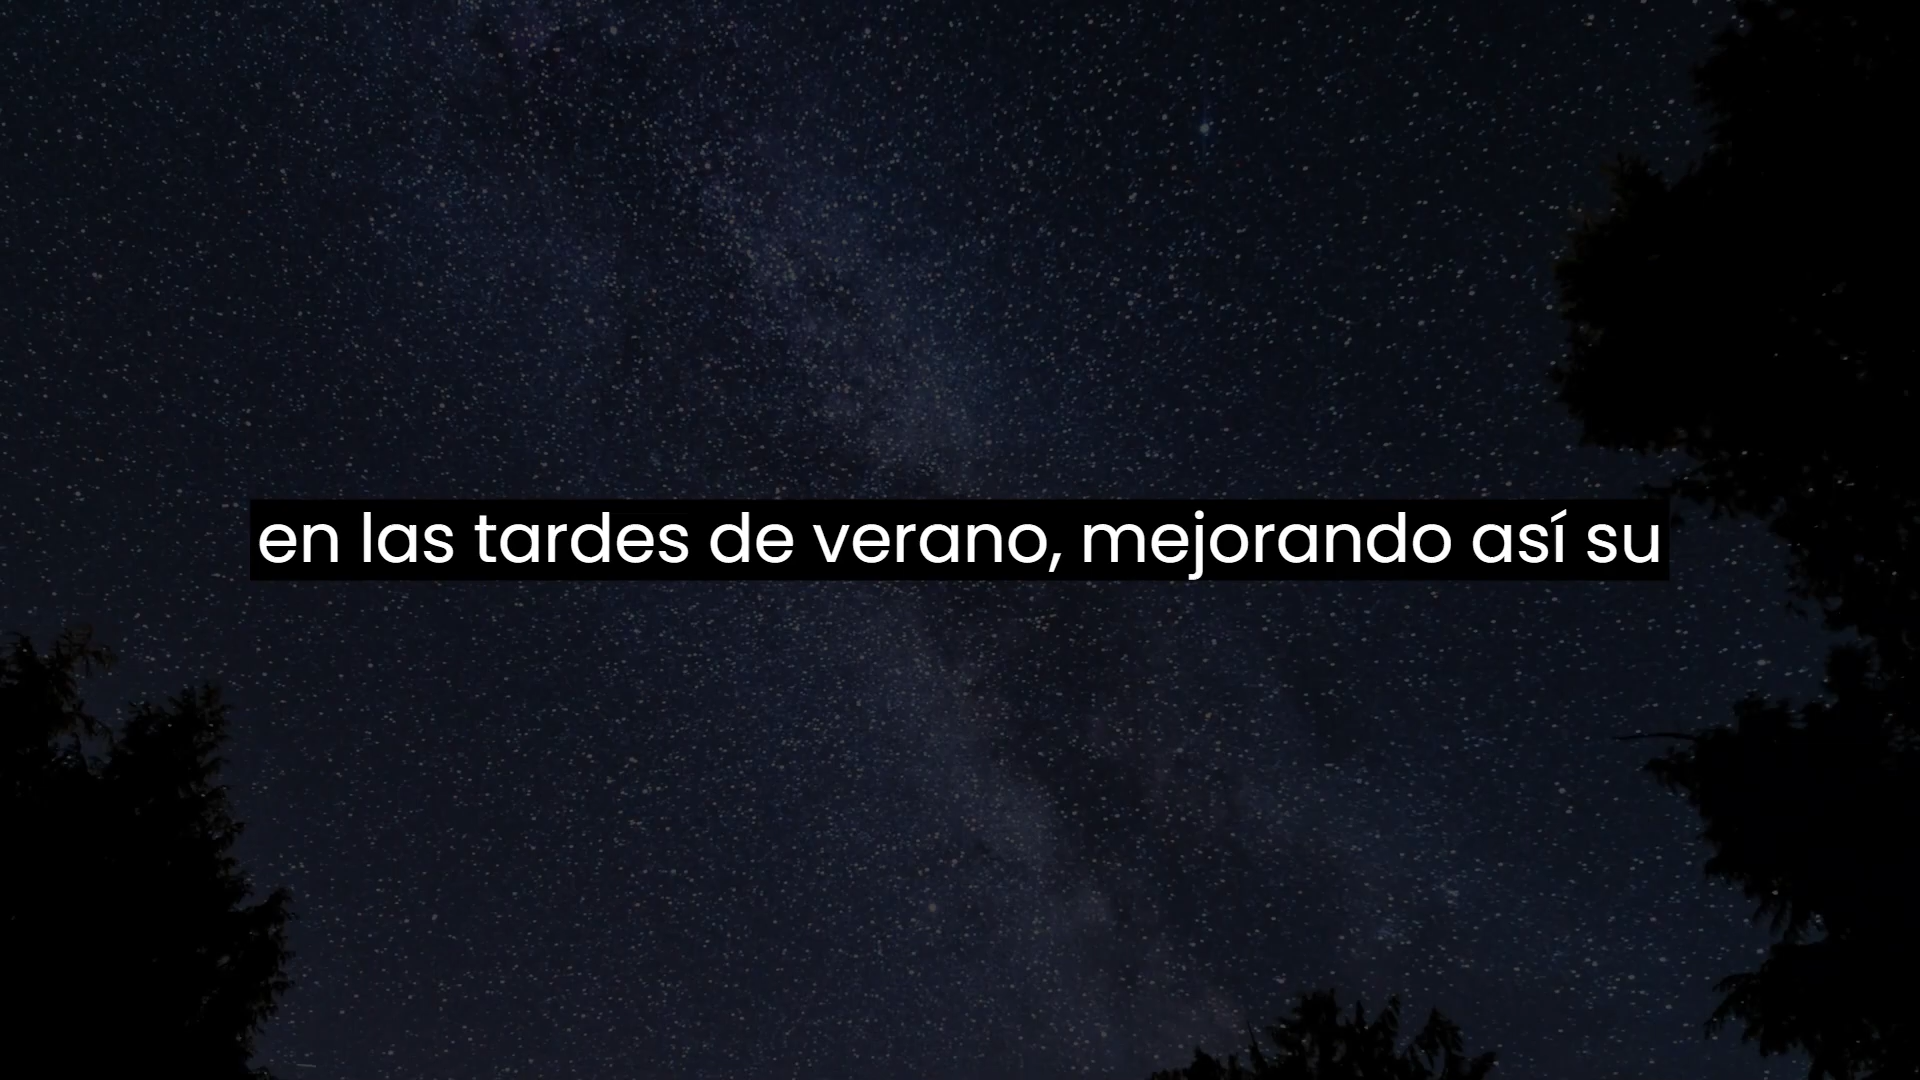 en las tardes de verano, mejorando así su